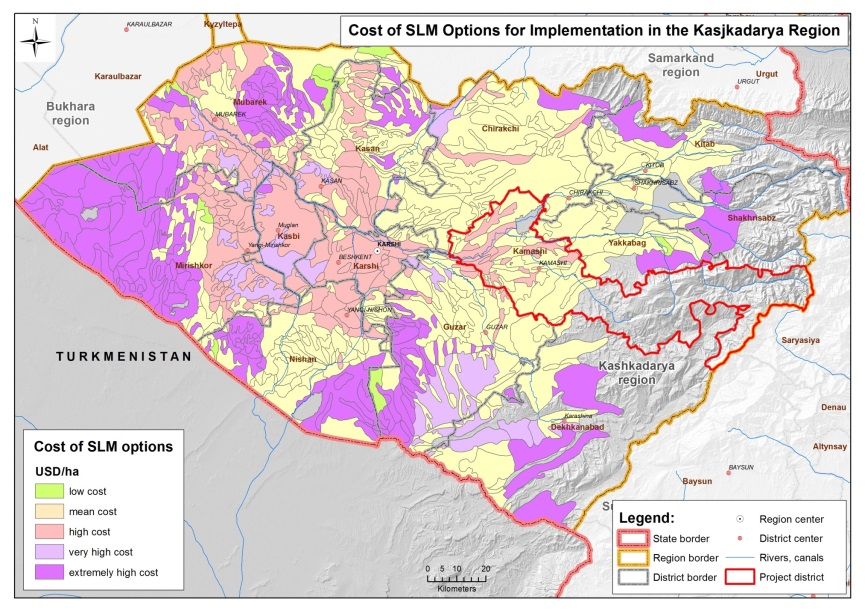 Cost of SLM Options for Implementation in the Kasjkadarya Region
N
KARAULBAZAR
Kyzyltepa
Karaulbazar
Bukhara
region
Alat
Samarkand
region
Urgut
URGUT
Mubarek
MUBAREK
Kasan
KASAN
Chirakchi
CHIRAKCHI
Kitab
KITOB
SHAKHRISABZ
Shakhrisabz
Yakkabag
Mugjan
Kasbi
Yangi-Mirishkor
Mirishkor
KARSHI
BESHKENT
Karshi
Kamashi
KAMASHI
YANGI-NISHON
Nishan
Guzar
GUZAR
Kashkadarya
region
Karashina
Dekhkanabad
TURKMENISTAN
Saryasiya
Denau
Altynsay
BAYSUN
Baysun
Cost of SLM options
USD/ha
low cost
mean cost
high cost
very high cost
extremely high cost
0 5 10 20
Kilometers
Legend:
State border
Region border
District border
Region center
District center
Rivers, canals
Project district